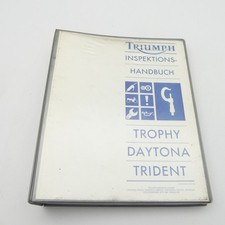 TRIUMPH
INSPEKTIONS-
HANDBUCH
TROPHY
DAYTONA
TRIDENT